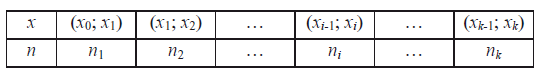 x (x₀; x₁) (x₁; x₂) … (xᵢ₋₁; xᵢ) … (xₖ₋₁; xₖ)
n n₁ n₂ … nᵢ … nₖ